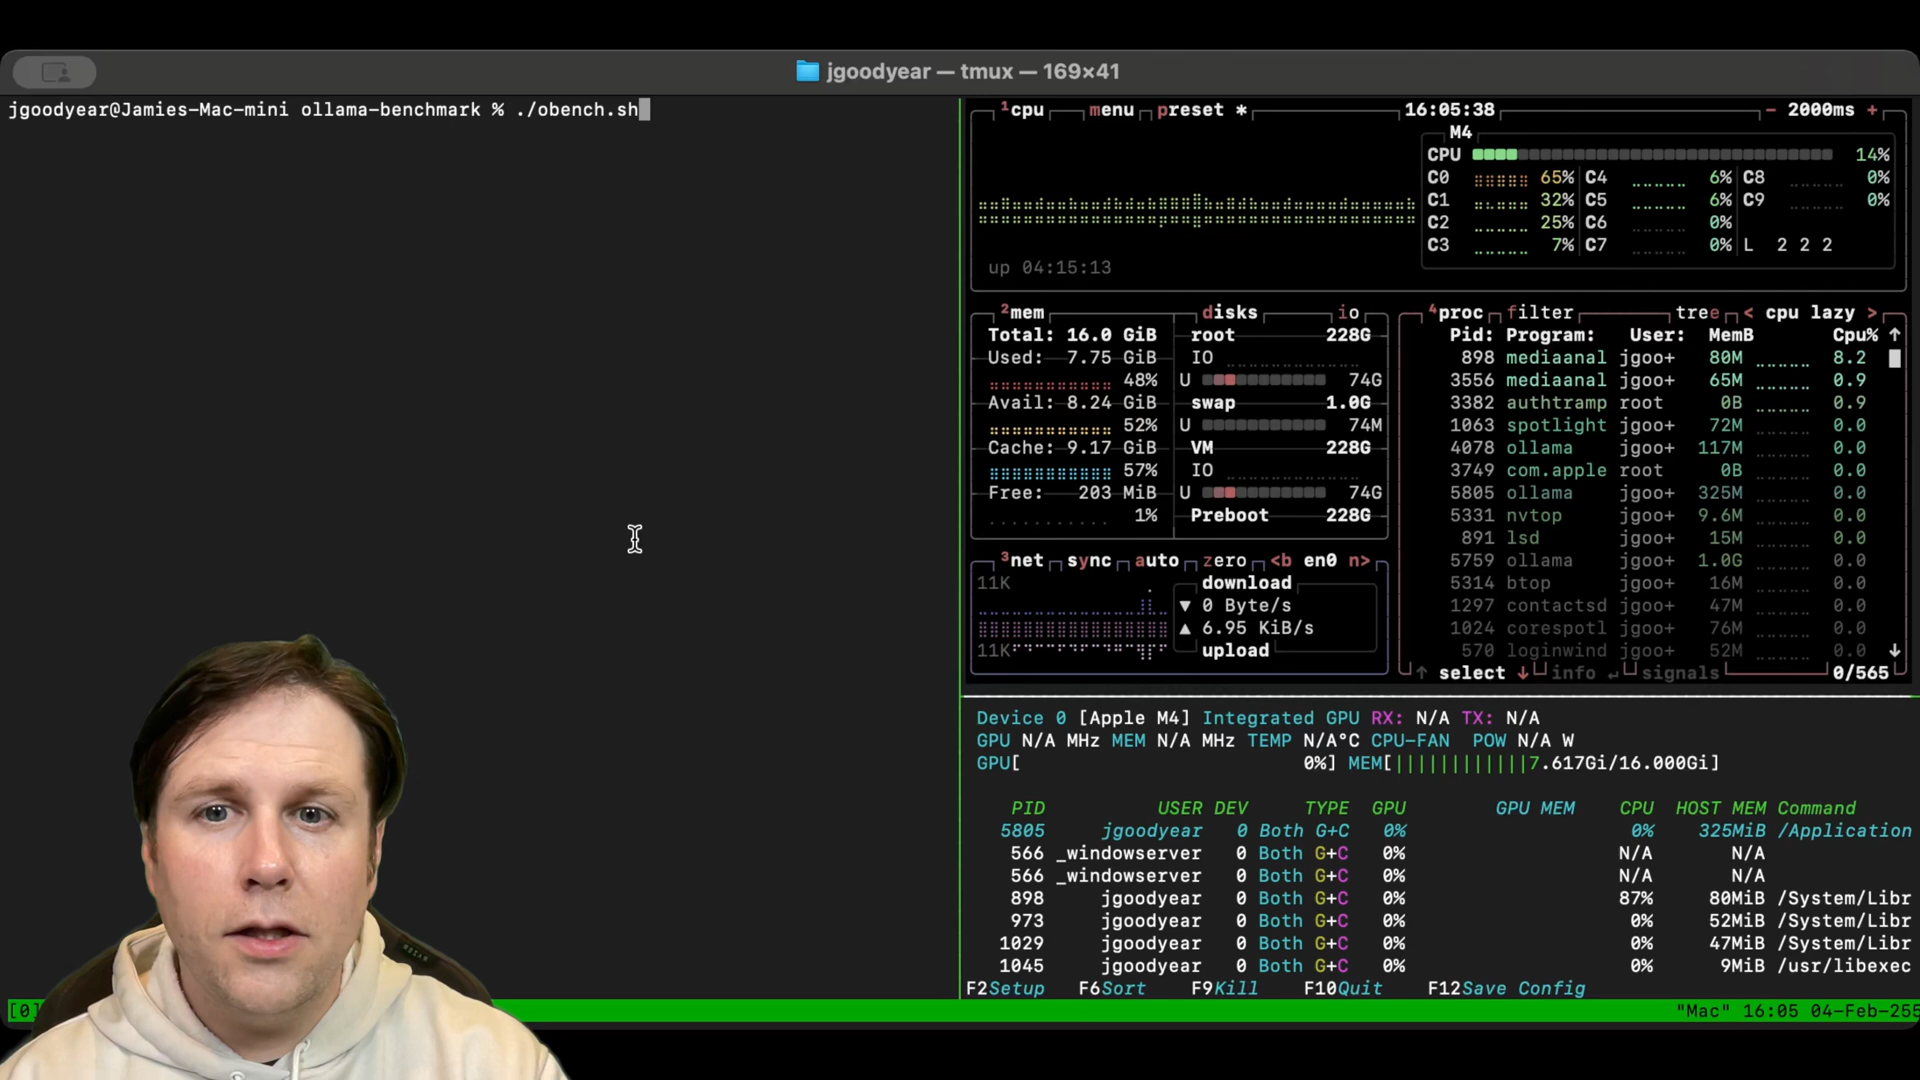 jgoodyear — tmux — 169×41
jgoodyear@Jamies-Mac-mini ollama-benchmark % ./obench.sh
1cpu menu preset * 16:05:38 - 2000ms +
M4
CPU 14%
C0 65% C4 6% C8 0%
C1 32% C5 6% C9 0%
C2 25% C6 0%
C3 7% C7 0% L 2 2 2
up 04:15:13
2mem disks io
Total: 16.0 GiB root 228G
Used: 7.75 GiB IO
48% U 74G
Avail: 8.24 GiB swap 1.0G
52% U 74M
Cache: 9.17 GiB VM 228G
57% IO
Free: 203 MiB U 74G
1% Preboot 228G
3net sync auto zero <b en0 n>
11K download
▼ 0 Byte/s
▲ 6.95 KiB/s
11K upload
4proc filter tree < cpu lazy >
Pid: Program: User: MemB Cpu% ↑
898 mediaanal jgoo+ 80M 8.2
3556 mediaanal jgoo+ 65M 0.9
3382 authtramp root 0B 0.9
1063 spotlight jgoo+ 72M 0.0
4078 ollama jgoo+ 117M 0.0
3749 com.apple root 0B 0.0
5805 ollama jgoo+ 325M 0.0
5331 nvtop jgoo+ 9.6M 0.0
891 lsd jgoo+ 15M 0.0
5759 ollama jgoo+ 1.0G 0.0
5314 btop jgoo+ 16M 0.0
1297 contactsd jgoo+ 47M 0.0
1024 corespotl jgoo+ 76M 0.0
570 loginwind jgoo+ 52M 0.0 ↓
↑ select ↓ info ↵ signals 0/565
Device 0 [Apple M4] Integrated GPU RX: N/A TX: N/A
GPU N/A MHz MEM N/A MHz TEMP N/A°C CPU-FAN POW N/A W
GPU[ 0%] MEM[||||||||||||7.617Gi/16.000Gi]
PID USER DEV TYPE GPU GPU MEM CPU HOST MEM Command
5805 jgoodyear 0 Both G+C 0% 0% 325MiB /Application
566 _windowserver 0 Both G+C 0% N/A N/A
566 _windowserver 0 Both G+C 0% N/A N/A
898 jgoodyear 0 Both G+C 0% 87% 80MiB /System/Libr
973 jgoodyear 0 Both G+C 0% 0% 52MiB /System/Libr
1029 jgoodyear 0 Both G+C 0% 0% 47MiB /System/Libr
1045 jgoodyear 0 Both G+C 0% 0% 9MiB /usr/libexec
F2Setup F6Sort F9Kill F10Quit F12Save Config
[0] "Mac" 16:05 04-Feb-255